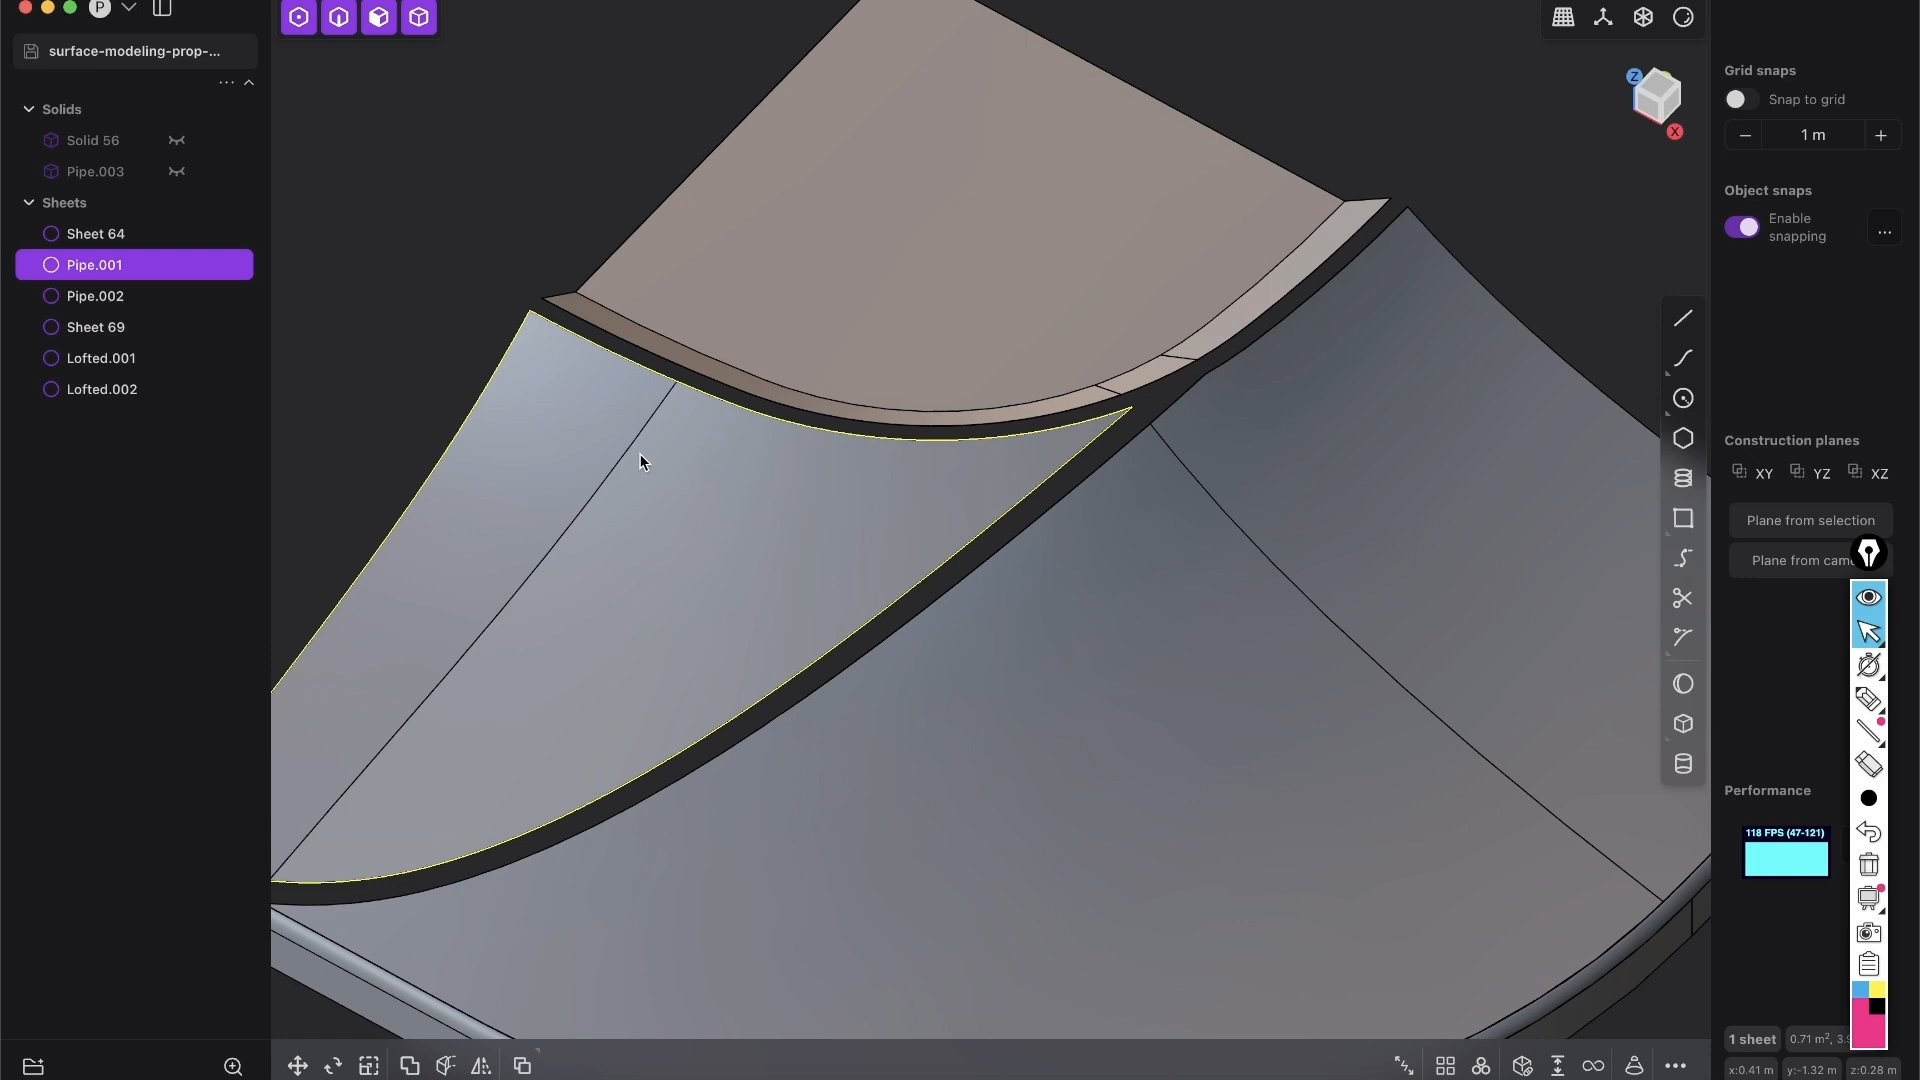 P
surface-modeling-prop-...
Solids
Solid 56
Pipe.003
Sheets
Sheet 64
Pipe.001
Pipe.002
Sheet 69
Lofted.001
Lofted.002
Z
X
Grid snaps
Snap to grid
1 m
Object snaps
Enable
snapping
...
Construction planes
XY
YZ
XZ
Plane from selection
Plane from cam
Performance
118 FPS (47-121)
1 sheet
0.71 m², 3.
x:0.41 m
y:-1.32 m
z:0.28 m